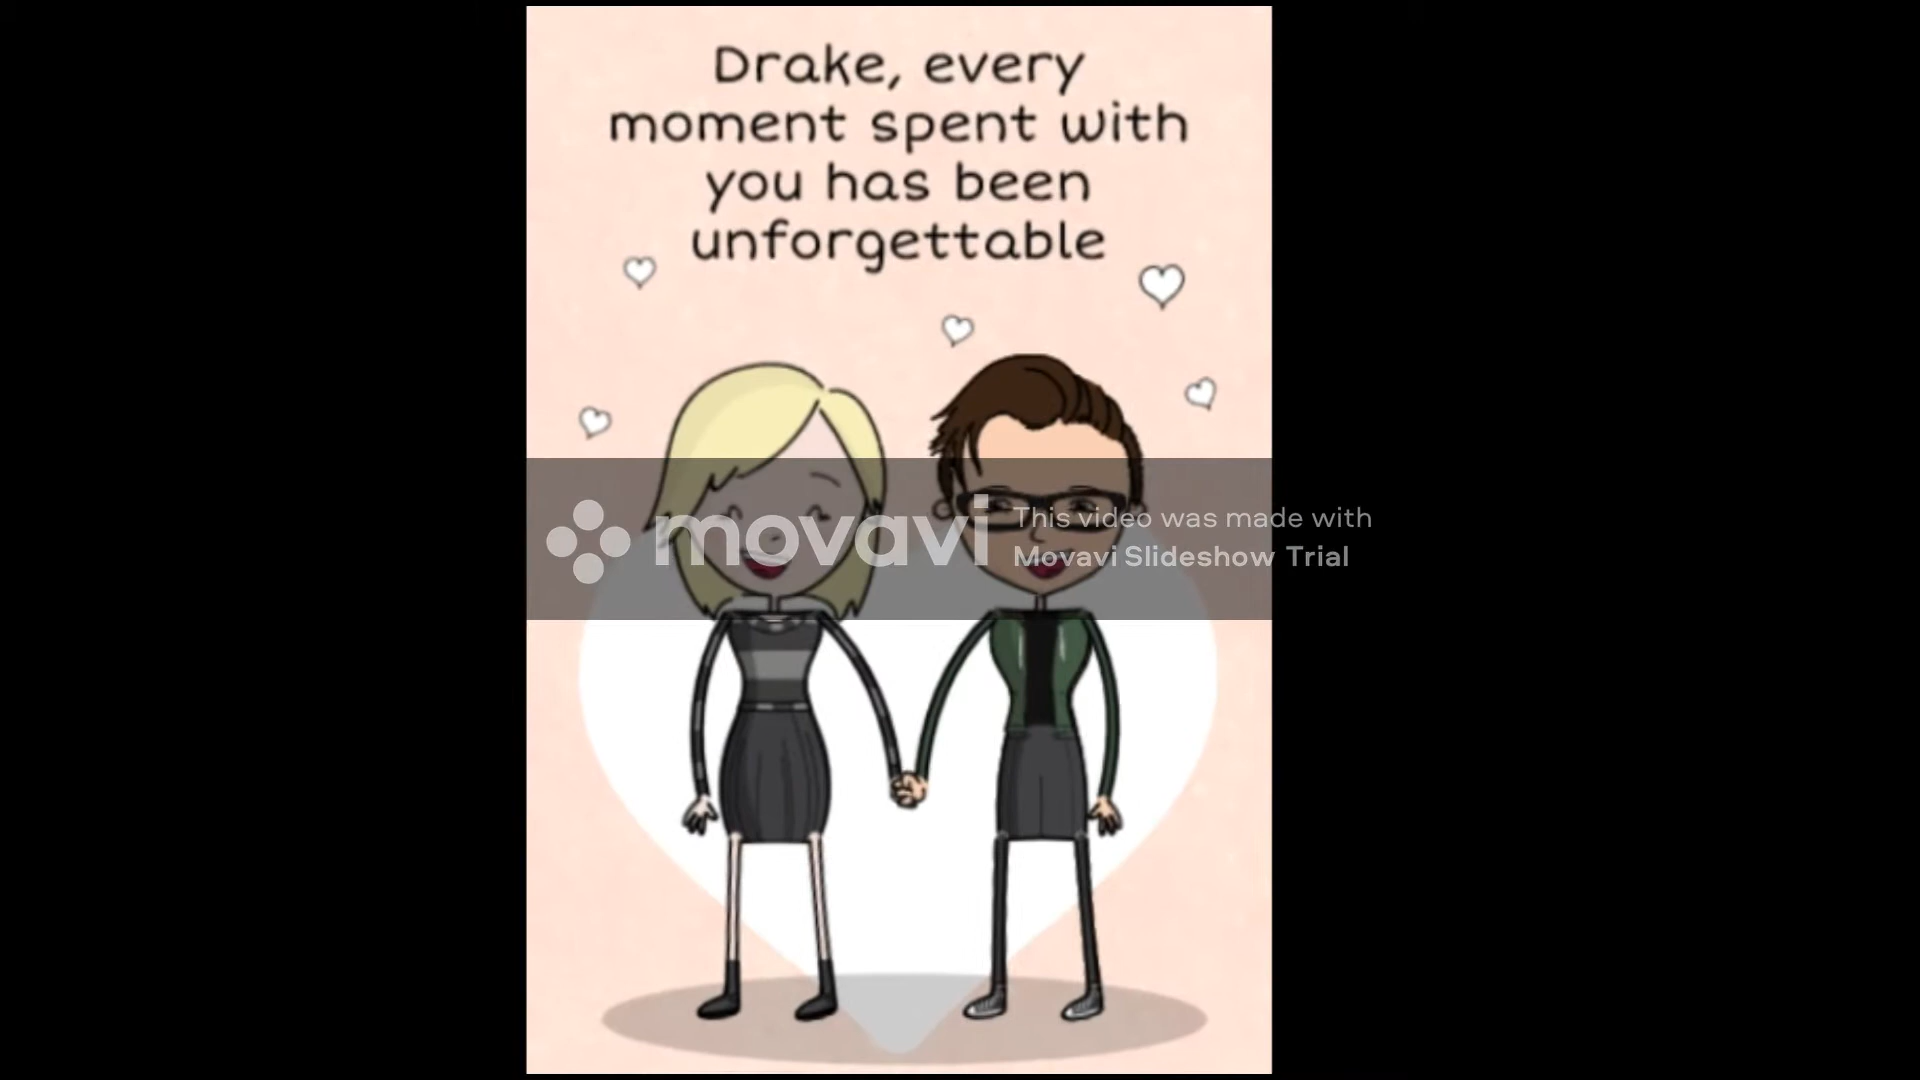 Drake, every
moment spent with
you has been
unforgettable
movavi
This video was made with
Movavi Slideshow Trial